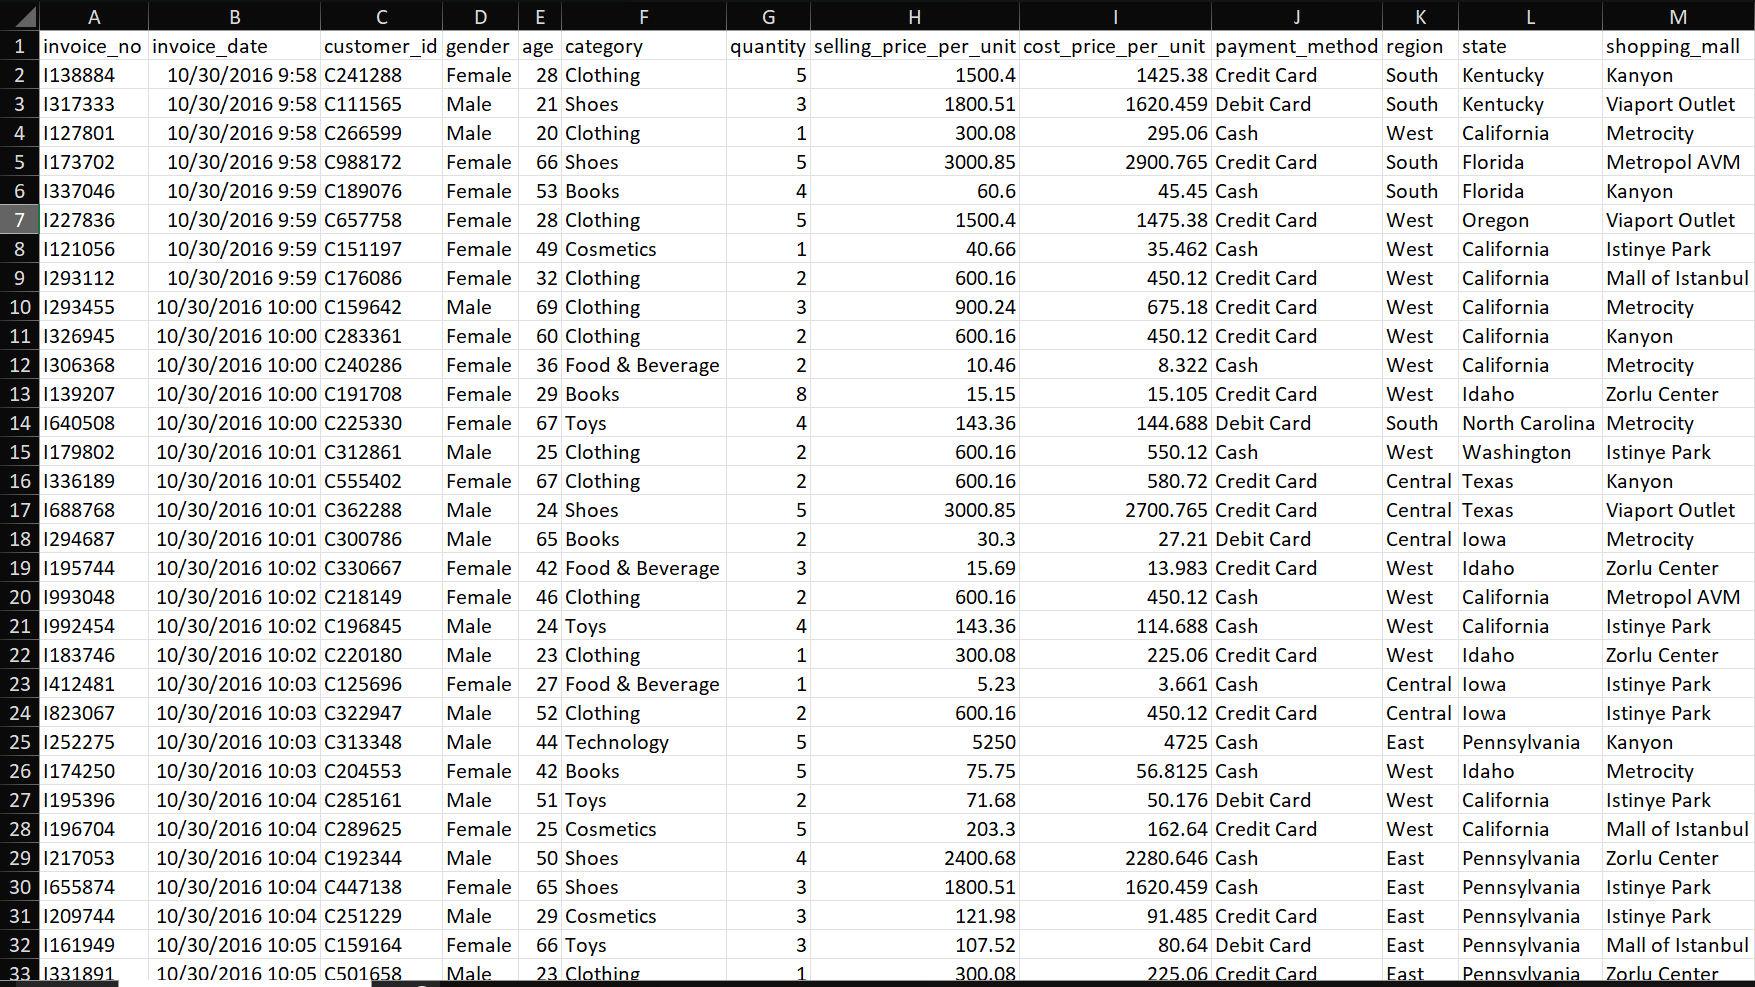 A B C D E F G H I J K L M
1 invoice_no invoice_date customer_id gender age category quantity selling_price_per_unit cost_price_per_unit payment_method region state shopping_mall
2 I138884 10/30/2016 9:58 C241288 Female 28 Clothing 5 1500.4 1425.38 Credit Card South Kentucky Kanyon
3 I317333 10/30/2016 9:58 C111565 Male 21 Shoes 3 1800.51 1620.459 Debit Card South Kentucky Viaport Outlet
4 I127801 10/30/2016 9:58 C266599 Male 20 Clothing 1 300.08 295.06 Cash West California Metrocity
5 I173702 10/30/2016 9:58 C988172 Female 66 Shoes 5 3000.85 2900.765 Credit Card South Florida Metropol AVM
6 I337046 10/30/2016 9:59 C189076 Female 53 Books 4 60.6 45.45 Cash South Florida Kanyon
7 I227836 10/30/2016 9:59 C657758 Female 28 Clothing 5 1500.4 1475.38 Credit Card West Oregon Viaport Outlet
8 I121056 10/30/2016 9:59 C151197 Female 49 Cosmetics 1 40.66 35.462 Cash West California Istinye Park
9 I293112 10/30/2016 9:59 C176086 Female 32 Clothing 2 600.16 450.12 Credit Card West California Mall of Istanbul
10 I293455 10/30/2016 10:00 C159642 Male 69 Clothing 3 900.24 675.18 Credit Card West California Metrocity
11 I326945 10/30/2016 10:00 C283361 Female 60 Clothing 2 600.16 450.12 Credit Card West California Kanyon
12 I306368 10/30/2016 10:00 C240286 Female 36 Food & Beverage 2 10.46 8.322 Cash West California Metrocity
13 I139207 10/30/2016 10:00 C191708 Female 29 Books 8 15.15 15.105 Credit Card West Idaho Zorlu Center
14 I640508 10/30/2016 10:00 C225330 Female 67 Toys 4 143.36 144.688 Debit Card South North Carolina Metrocity
15 I179802 10/30/2016 10:01 C312861 Male 25 Clothing 2 600.16 550.12 Cash West Washington Istinye Park
16 I336189 10/30/2016 10:01 C555402 Female 67 Clothing 2 600.16 580.72 Credit Card Central Texas Kanyon
17 I688768 10/30/2016 10:01 C362288 Male 24 Shoes 5 3000.85 2700.765 Credit Card Central Texas Viaport Outlet
18 I294687 10/30/2016 10:01 C300786 Male 65 Books 2 30.3 27.21 Debit Card Central Iowa Metrocity
19 I195744 10/30/2016 10:02 C330667 Female 42 Food & Beverage 3 15.69 13.983 Credit Card West Idaho Zorlu Center
20 I993048 10/30/2016 10:02 C218149 Female 46 Clothing 2 600.16 450.12 Cash West California Metropol AVM
21 I992454 10/30/2016 10:02 C196845 Male 24 Toys 4 143.36 114.688 Cash West California Istinye Park
22 I183746 10/30/2016 10:02 C220180 Male 23 Clothing 1 300.08 225.06 Credit Card West Idaho Zorlu Center
23 I412481 10/30/2016 10:03 C125696 Female 27 Food & Beverage 1 5.23 3.661 Cash Central Iowa Istinye Park
24 I823067 10/30/2016 10:03 C322947 Male 52 Clothing 2 600.16 450.12 Credit Card Central Iowa Istinye Park
25 I252275 10/30/2016 10:03 C313348 Male 44 Technology 5 5250 4725 Cash East Pennsylvania Kanyon
26 I174250 10/30/2016 10:03 C204553 Female 42 Books 5 75.75 56.8125 Cash West Idaho Metrocity
27 I195396 10/30/2016 10:04 C285161 Male 51 Toys 2 71.68 50.176 Debit Card West California Istinye Park
28 I196704 10/30/2016 10:04 C289625 Female 25 Cosmetics 5 203.3 162.64 Credit Card West California Mall of Istanbul
29 I217053 10/30/2016 10:04 C192344 Male 50 Shoes 4 2400.68 2280.646 Cash East Pennsylvania Zorlu Center
30 I655874 10/30/2016 10:04 C447138 Female 65 Shoes 3 1800.51 1620.459 Cash East Pennsylvania Istinye Park
31 I209744 10/30/2016 10:04 C251229 Male 29 Cosmetics 3 121.98 91.485 Credit Card East Pennsylvania Istinye Park
32 I161949 10/30/2016 10:05 C159164 Female 66 Toys 3 107.52 80.64 Debit Card East Pennsylvania Mall of Istanbul
33 I331891 10/30/2016 10:05 C501658 Male 23 Clothing 1 300.08 225.06 Credit Card East Pennsylvania Zorlu Center